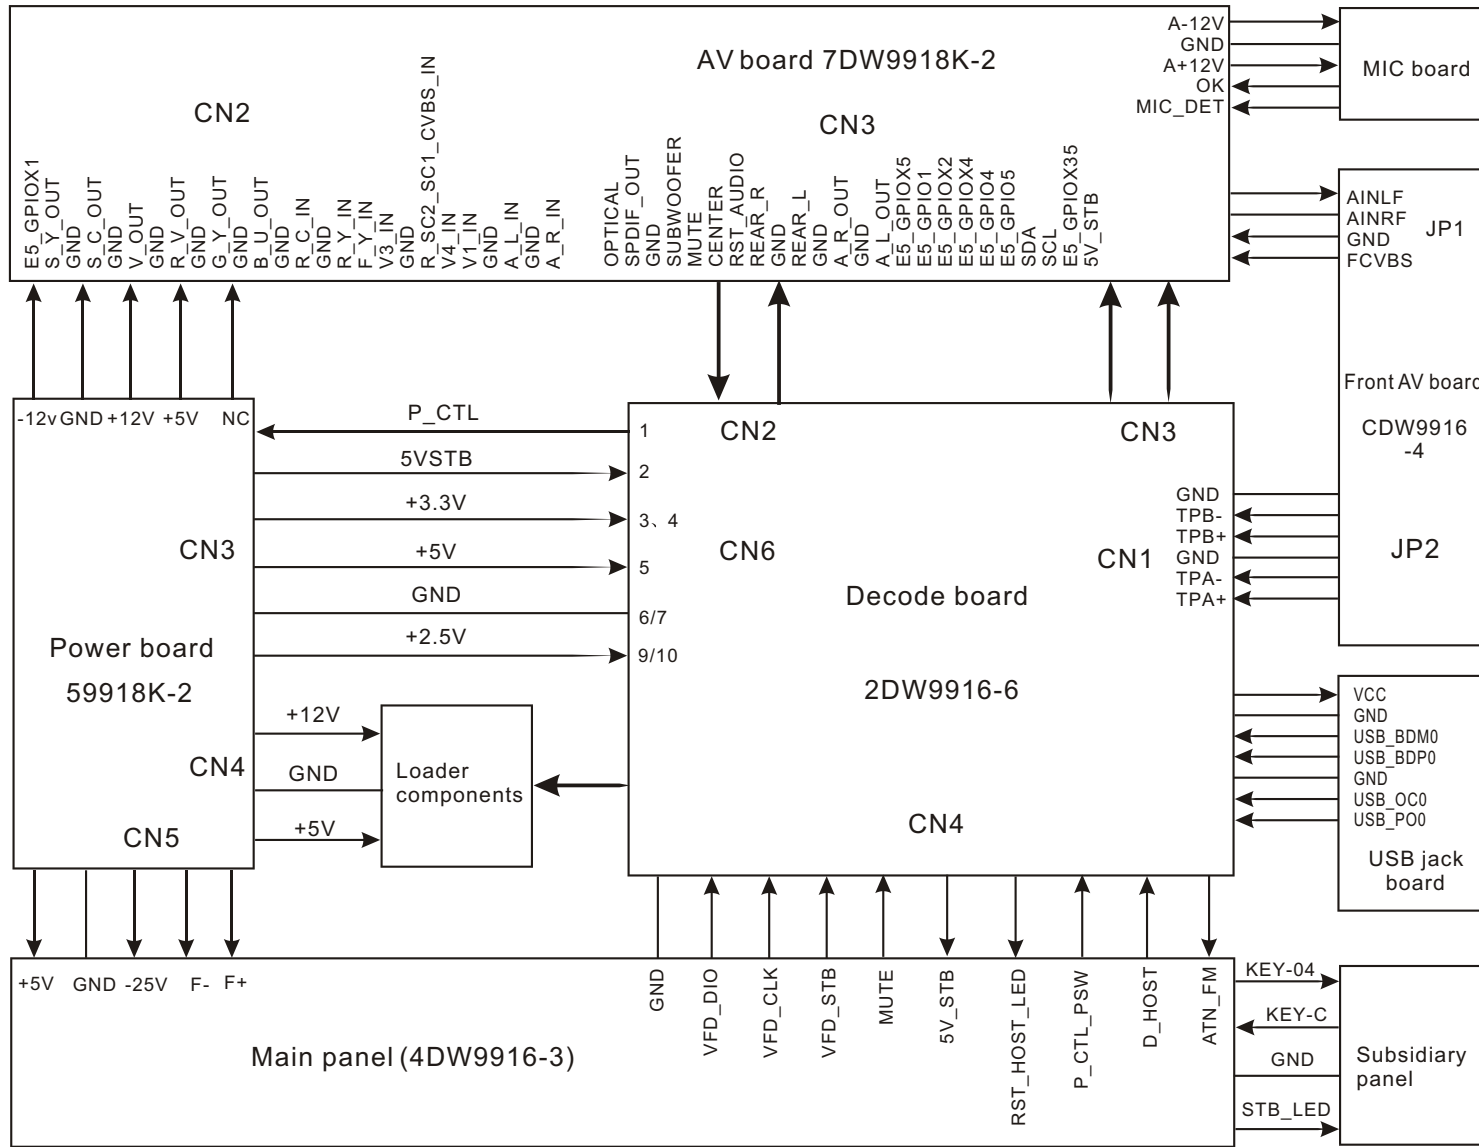 AV board 7DW9918K-2
CN2
CN3
E5_GPIOX1
S_Y_OUT
GND
S_C_OUT
GND
V_OUT
GND
R_V_OUT
GND
G_Y_OUT
GND
B_U_OUT
GND
R_C_IN
GND
R_Y_IN
F_Y_IN
V3_IN
GND
R_SC2_SC1_CVBS_IN
V4_IN
V1_IN
GND
A_L_IN
GND
A_R_IN
OPTICAL
SPDIF_OUT
GND
SUBWOOFER
MUTE
CENTER
RST_AUDIO
REAR_R
GND
REAR_L
GND
A_R_OUT
GND
A_L_OUT
E5_GPIOX5
E5_GPIO1
E5_GPIOX2
E5_GPIOX4
E5_GPIO4
E5_GPIO5
SDA
SCL
E5_GPIOX35
5V_STB
A-12V
GND
A+12V
OK
MIC_DET
MIC board
AINLF
AINRF
GND
FCVBS
JP1
Front AV board
CDW9916
-4
JP2
-12v GND +12V +5V NC
P_CTL
5VSTB
+3.3V
+5V
GND
+2.5V
CN3
Power board
59918K-2
CN4
CN5
+12V
GND
+5V
Loader
components
1
2
3、4
5
6/7
9/10
CN2
CN3
CN6
CN1
Decode board
2DW9916-6
CN4
GND
TPB-
TPB+
GND
TPA-
TPA+
VCC
GND
USB_BDM0
USB_BDP0
GND
USB_OC0
USB_PO0
USB jack
board
+5V GND -25V F- F+
Main panel (4DW9916-3)
GND
VFD_DIO
VFD_CLK
VFD_STB
MUTE
5V_STB
RST_HOST_LED
P_CTL_PSW
D_HOST
ATN_FM
KEY-04
KEY-C
GND
STB_LED
Subsidiary
panel